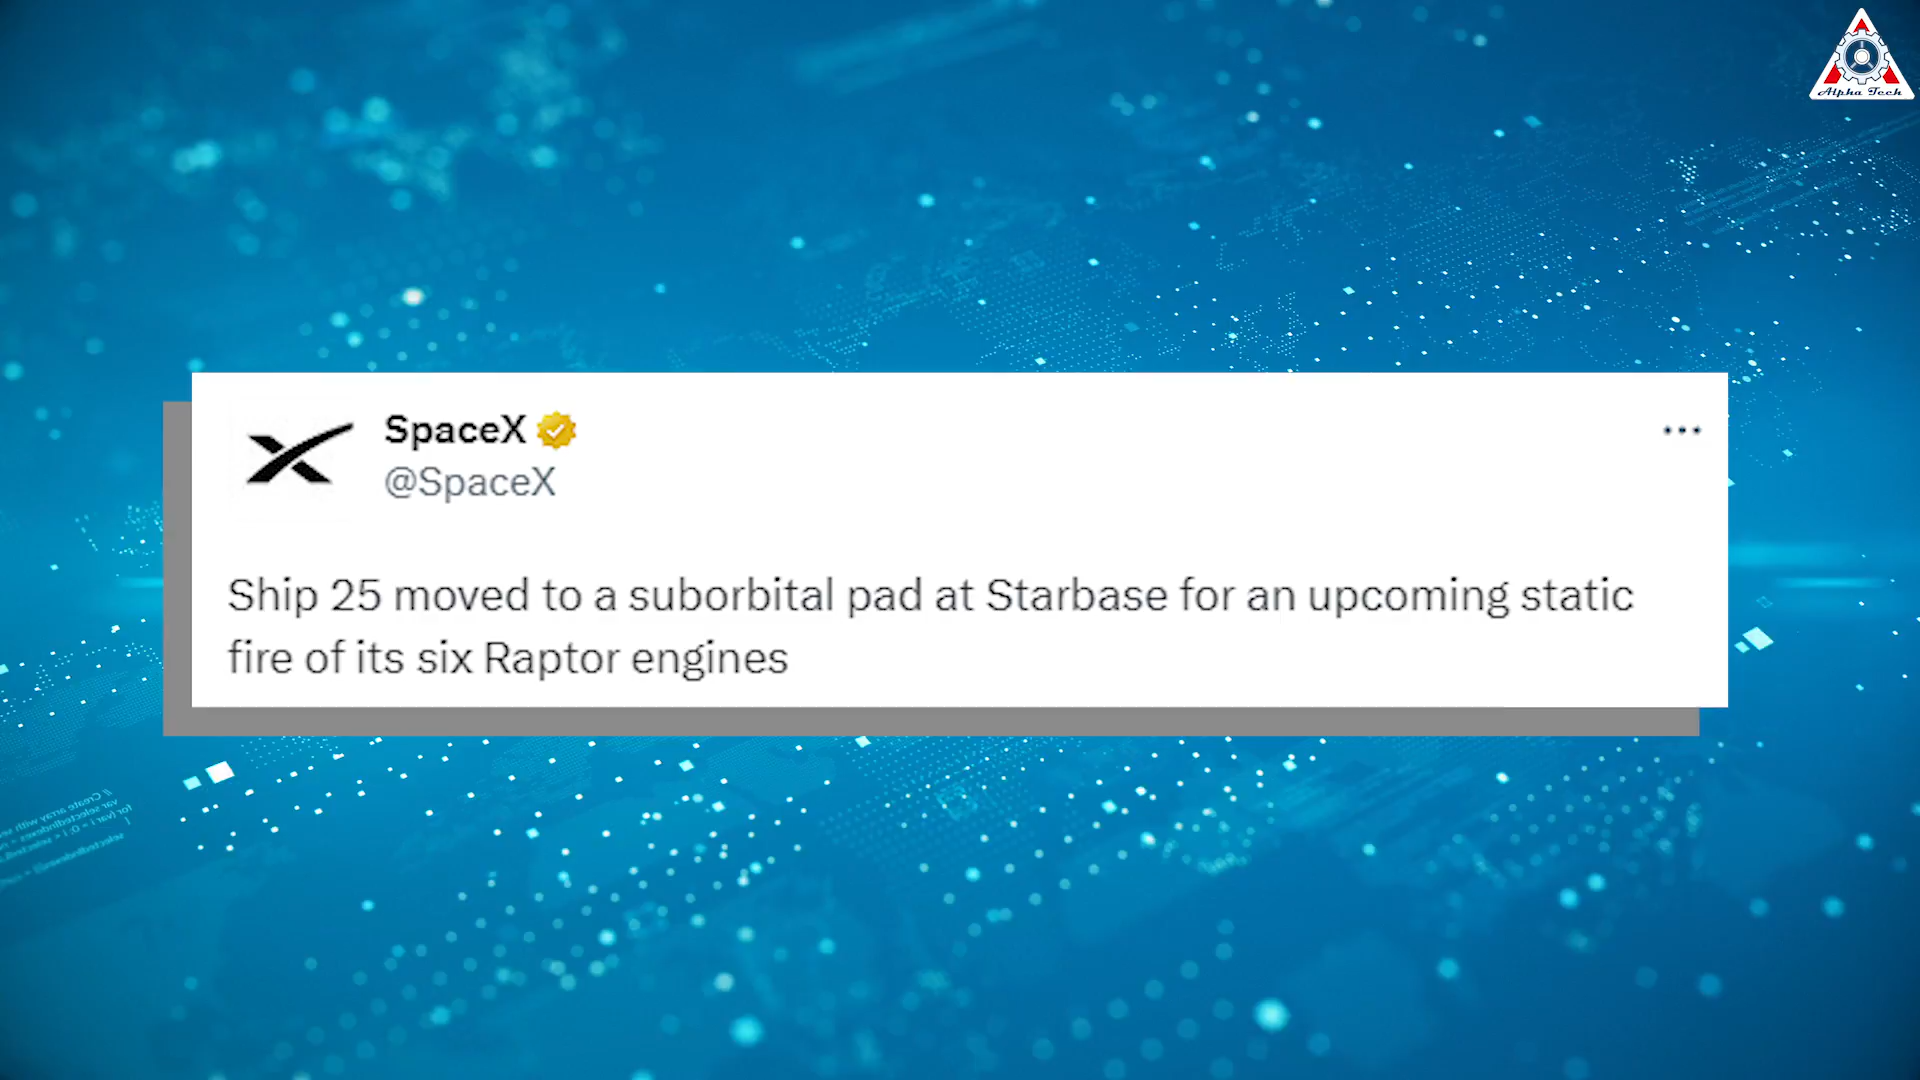 Alpha Tech
SpaceX
@SpaceX
Ship 25 moved to a suborbital pad at Starbase for an upcoming static
fire of its six Raptor engines